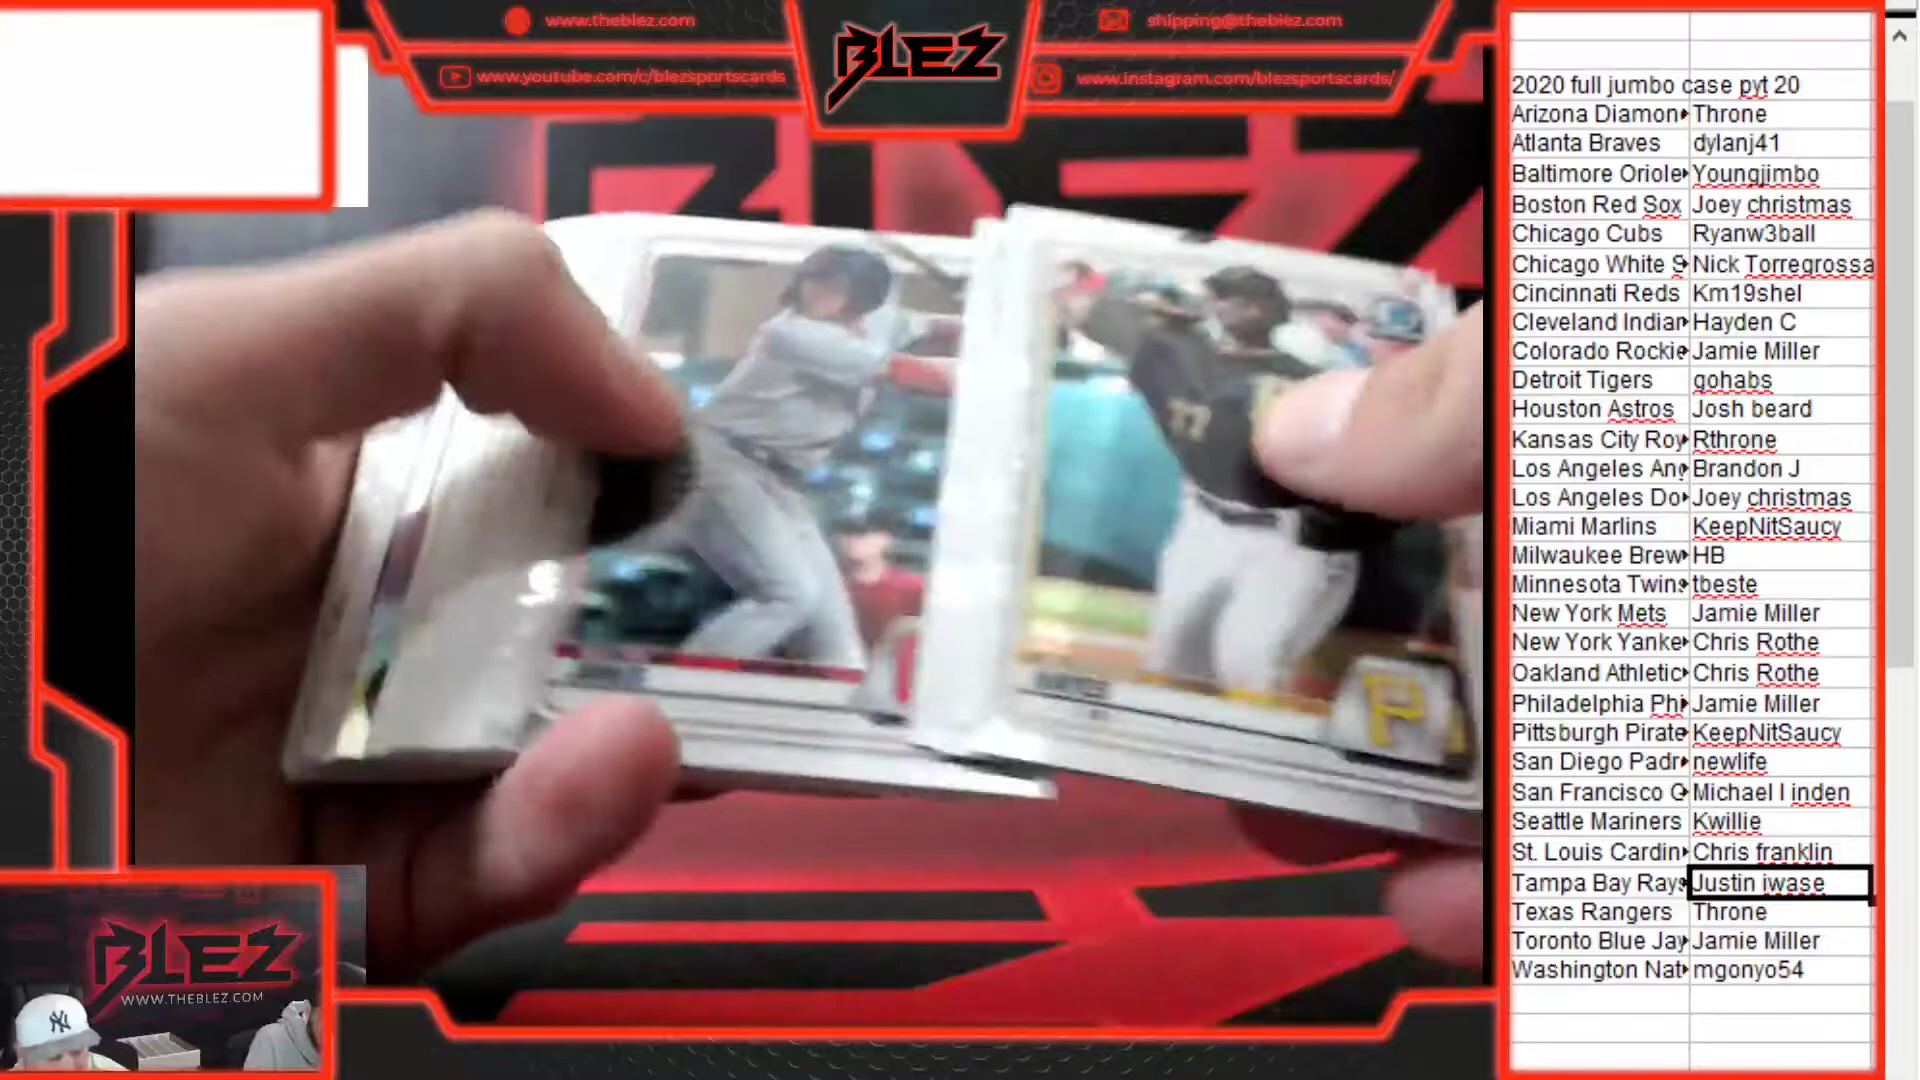 www.theblez.com
shipping@theblez.com
BLEZ
www.youtube.com/c/blezsportscards
www.instagram.com/blezsportscards/
2020 full jumbo case pyt 20
Arizona Diamon Throne
Atlanta Braves dylanj41
Baltimore Oriole Youngjimbo
Boston Red Sox Joey christmas
Chicago Cubs Ryanw3ball
Chicago White S Nick Torregrossa
Cincinnati Reds Km19shel
Cleveland Indian Hayden C
Colorado Rockie Jamie Miller
Detroit Tigers gohabs
Houston Astros Josh beard
Kansas City Roy Rthrone
Los Angeles Ang Brandon J
Los Angeles Do Joey christmas
Miami Marlins KeepNitSaucy
Milwaukee Brew HB
Minnesota Twins tbeste
New York Mets Jamie Miller
New York Yanke Chris Rothe
Oakland Athletic Chris Rothe
Philadelphia Phi Jamie Miller
Pittsburgh Pirate KeepNitSaucy
San Diego Padr newlife
San Francisco G Michael l inden
Seattle Mariners Kwillie
St. Louis Cardin Chris franklin
Tampa Bay Rays Justin iwase
Texas Rangers Throne
Toronto Blue Jay Jamie Miller
Washington Nat mgonyo54
BLEZ
77
P
BLEZ
WWW.THEBLEZ.COM
NY